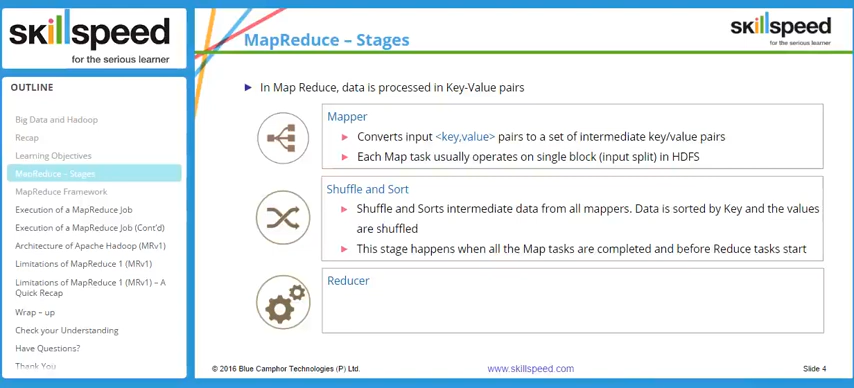 skillspeed
for the serious learner
OUTLINE
Big Data and Hadoop
Recap
Learning Objectives
MapReduce – Stages
MapReduce Framework
Execution of a MapReduce Job
Execution of a MapReduce Job (Cont'd)
Architecture of Apache Hadoop (MRv1)
Limitations of MapReduce 1 (MRv1)
Limitations of MapReduce 1 (MRv1) – A
Quick Recap
Wrap – up
Check your Understanding
Have Questions?
Thank You
MapReduce – Stages
skillspeed
for the serious learner
In Map Reduce, data is processed in Key-Value pairs
Mapper
Converts input <key,value> pairs to a set of intermediate key/value pairs
Each Map task usually operates on single block (input split) in HDFS
Shuffle and Sort
Shuffle and Sorts intermediate data from all mappers. Data is sorted by Key and the values
are shuffled
This stage happens when all the Map tasks are completed and before Reduce tasks start
Reducer
© 2016 Blue Camphor Technologies (P) Ltd.
www.skillspeed.com
Slide 4